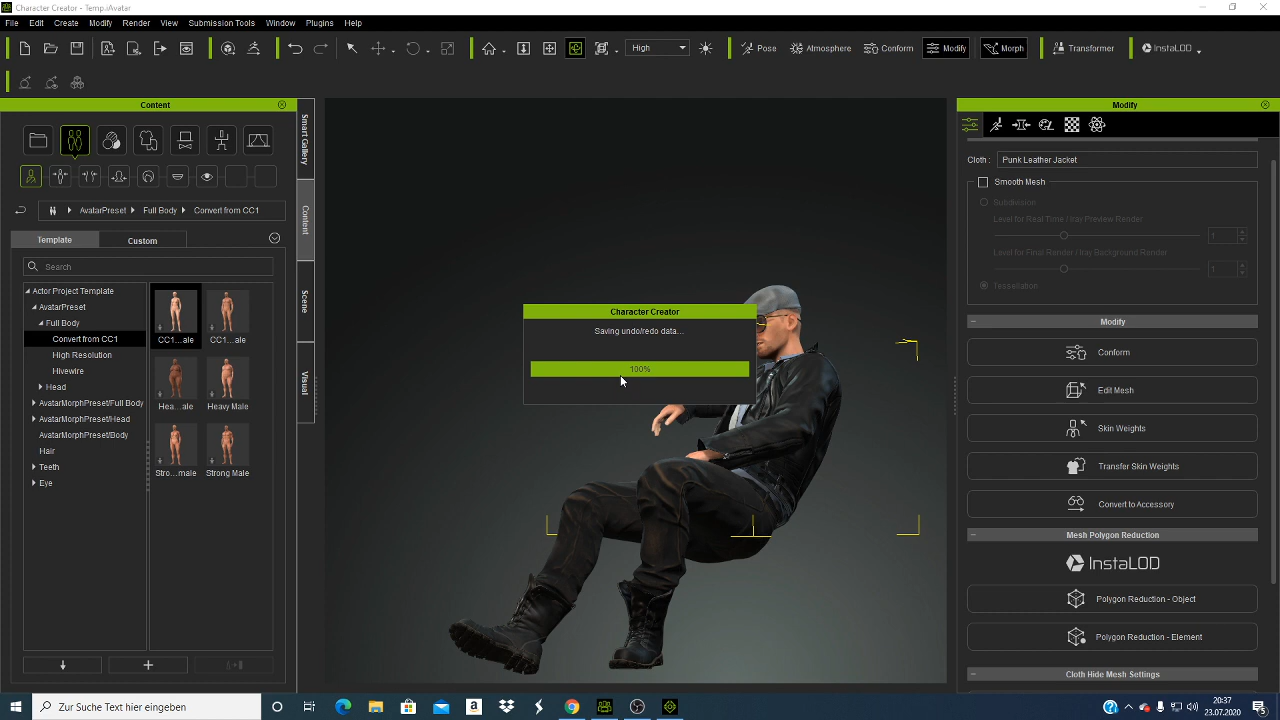 Character Creator - Temp.iAvatar
File Edit Create Modify Render View Submission Tools Window Plugins Help
High Pose Atmosphere Conform Modify Morph Transformer InstaLOD
Content
Smart Gallery
Content
Scene
Visual
AvatarPreset Full Body Convert from CC1
Template Custom
Search
Actor Project Template
AvatarPreset
Full Body
Convert from CC1
High Resolution
Hivewire
Head
AvatarMorphPreset/Full Body
AvatarMorphPreset/Head
AvatarMorphPreset/Body
Hair
Teeth
Eye
CC1...ale CC1...ale
Hea...ale Heavy Male
Stro...male Strong Male
Character Creator
Saving undo/redo data...
100%
Modify
Cloth : Punk Leather Jacket
Smooth Mesh
Subdivision
Level for Real Time / Iray Preview Render
1
Level for Final Render / Iray Background Render
1
Tessellation
Modify
Conform
Edit Mesh
Skin Weights
Transfer Skin Weights
Convert to Accessory
Mesh Polygon Reduction
InstaLOD
Polygon Reduction - Object
Polygon Reduction - Element
Cloth Hide Mesh Settings
Zur Suche Text hier eingeben
20:37
23.07.2020